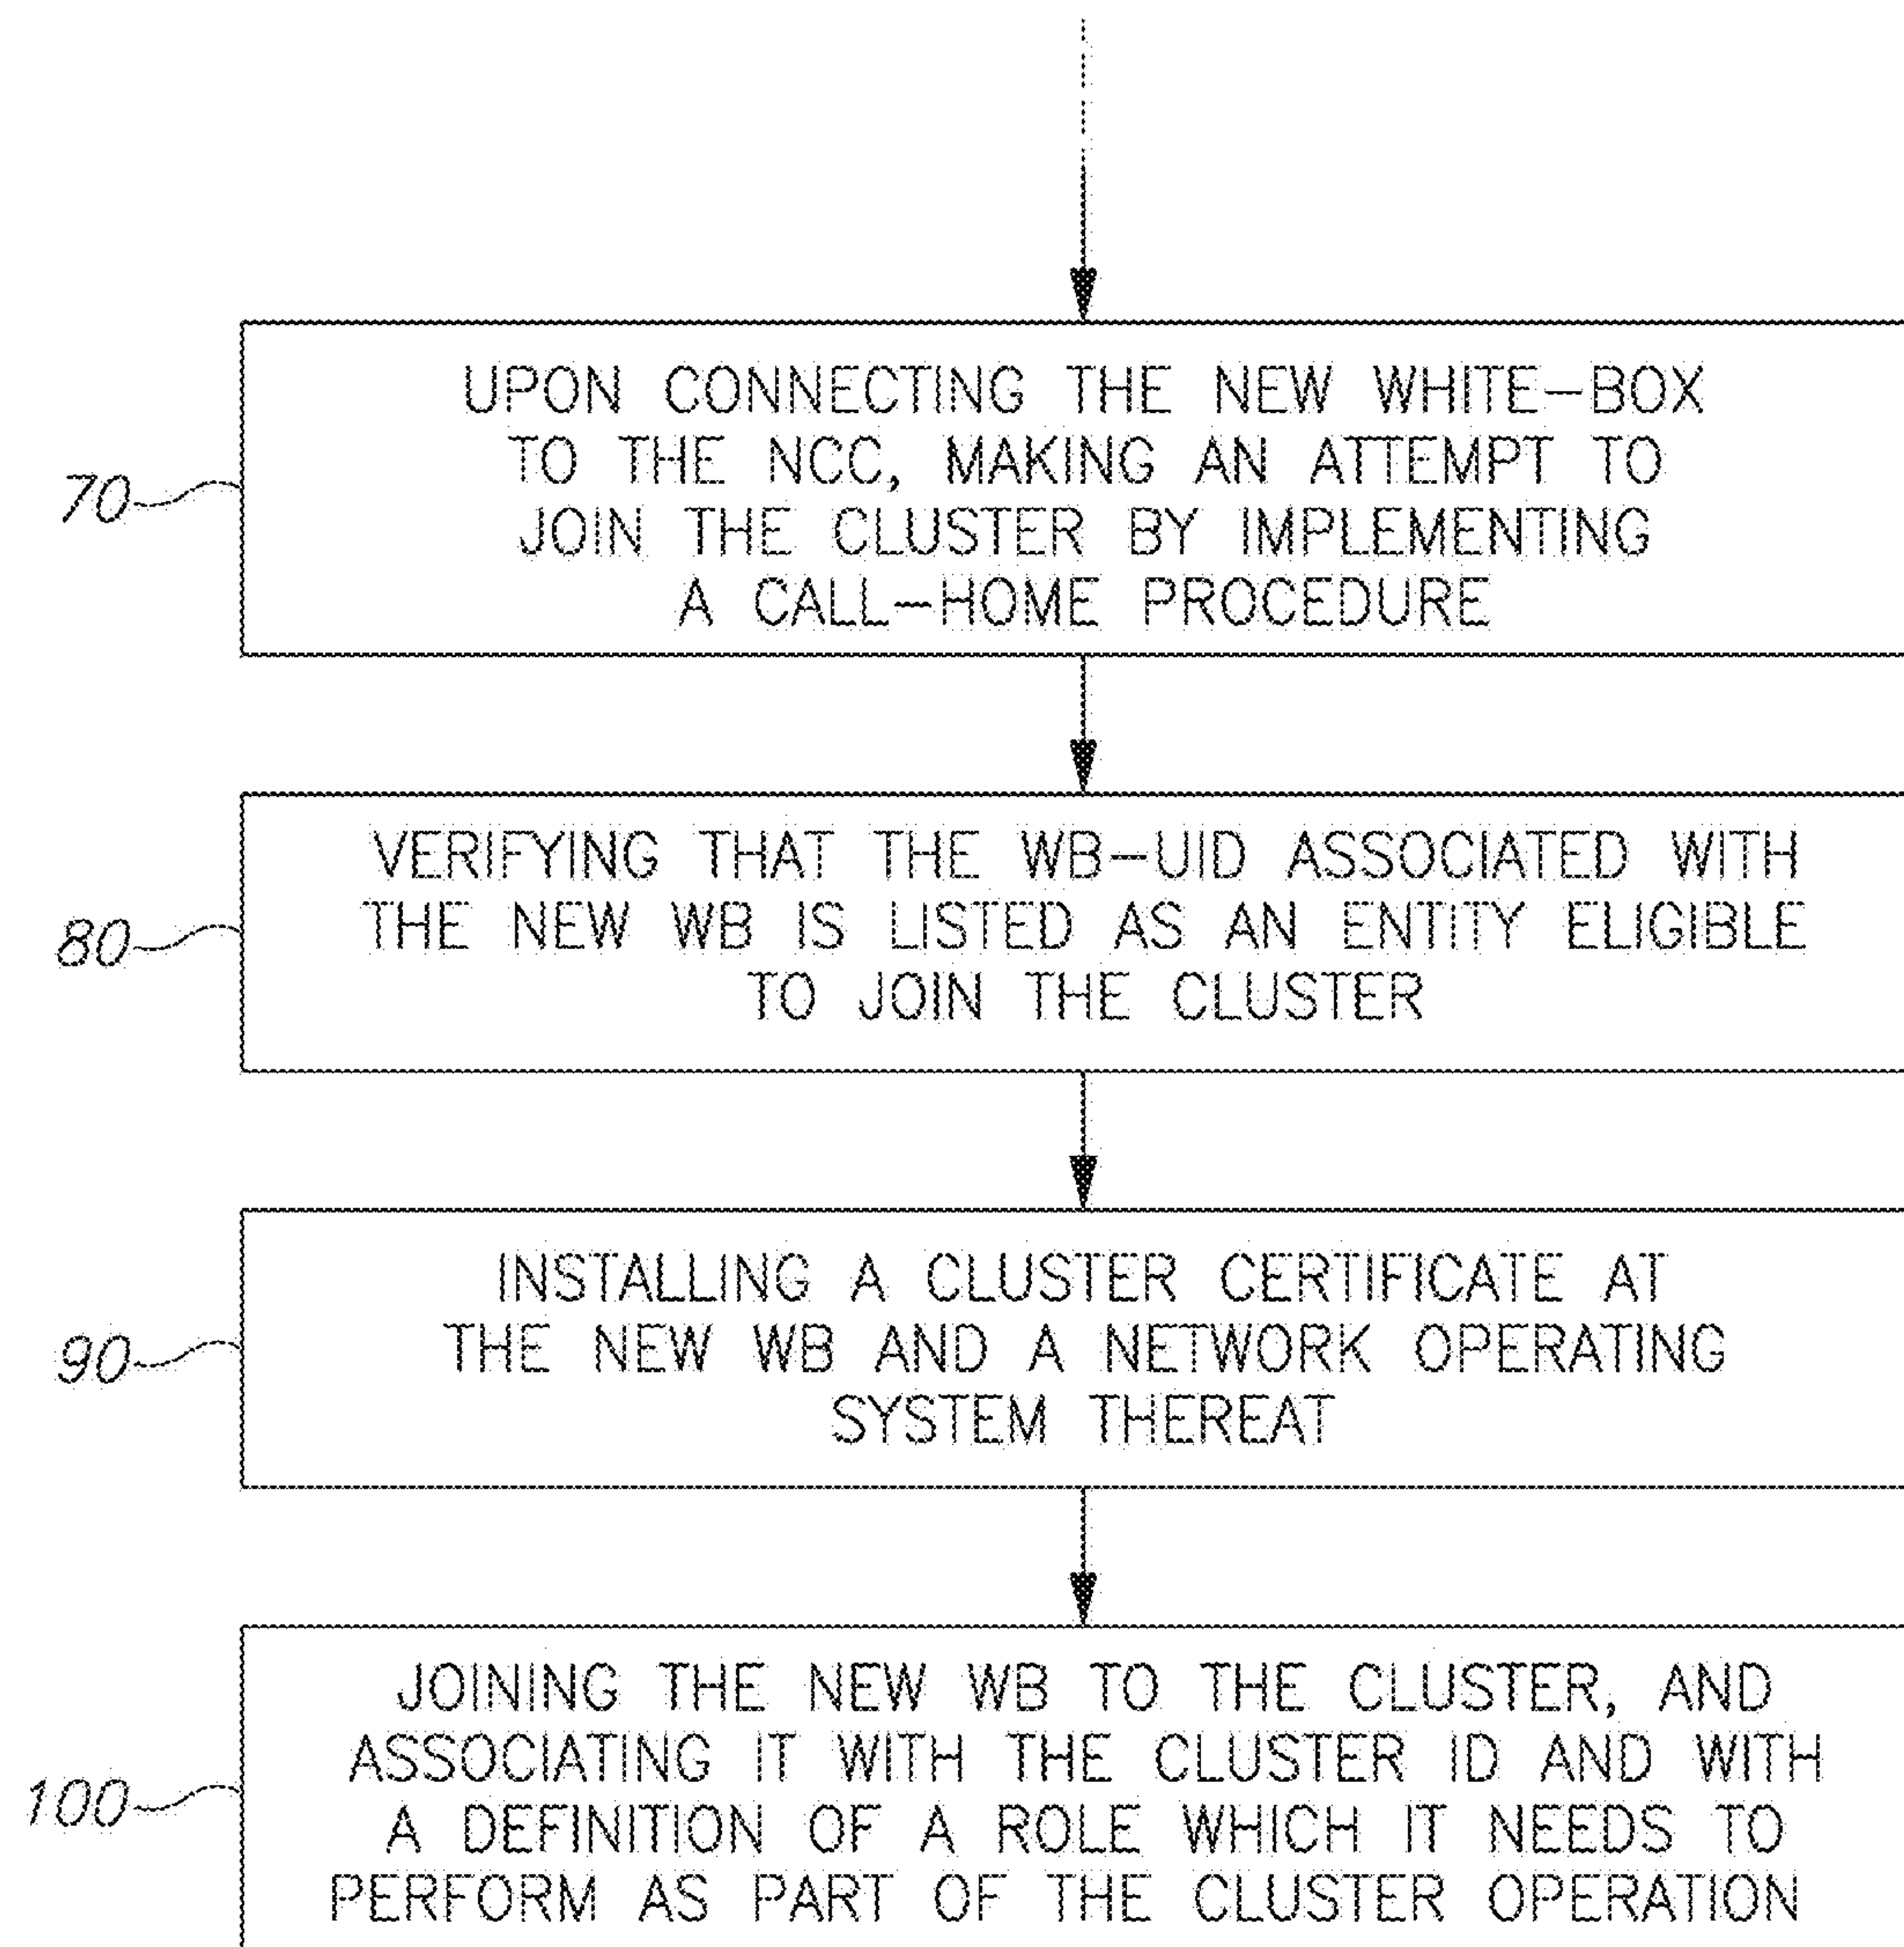 UPON CONNECTING THE NEW WHITE-BOX
TO THE NCC, MAKING AN ATTEMPT TO
JOIN THE CLUSTER BY IMPLEMENTING
A CALL-HOME PROCEDURE
70
VERIFYING THAT THE WB-UID ASSOCIATED WITH
THE NEW WB IS LISTED AS AN ENTITY ELIGIBLE
TO JOIN THE CLUSTER
80
INSTALLING A CLUSTER CERTIFICATE AT
THE NEW WB AND A NETWORK OPERATING
SYSTEM THEREAT
90
JOINING THE NEW WB TO THE CLUSTER, AND
ASSOCIATING IT WITH THE CLUSTER ID AND WITH
A DEFINITION OF A ROLE WHICH IT NEEDS TO
PERFORM AS PART OF THE CLUSTER OPERATION
100